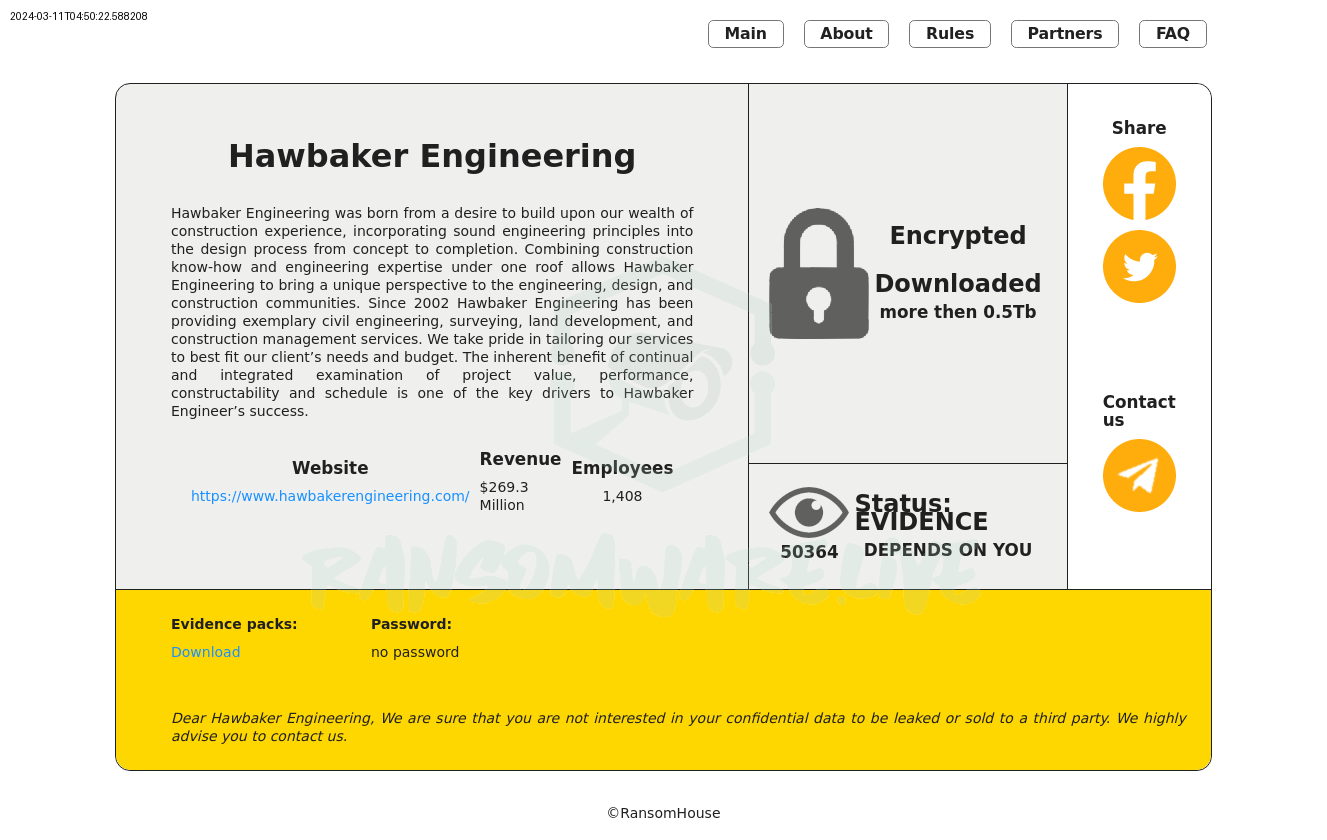 2024-03-11T04:50:22.588208
Main
About
Rules
Partners
FAQ
Hawbaker Engineering
Hawbaker Engineering was born from a desire to build upon our wealth of
construction experience, incorporating sound engineering principles into
the design process from concept to completion. Combining construction
know-how and engineering expertise under one roof allows Hawbaker
Engineering to bring a unique perspective to the engineering, design, and
construction communities. Since 2002 Hawbaker Engineering has been
providing exemplary civil engineering, surveying, land development, and
construction management services. We take pride in tailoring our services
to best fit our client’s needs and budget. The inherent benefit of continual
and integrated examination of project value, performance,
constructability and schedule is one of the key drivers to Hawbaker
Engineer’s success.
Website
https://www.hawbakerengineering.com/
Revenue
$269.3
Million
Employees
1,408
Encrypted
Downloaded
more then 0.5Tb
Status:
EVIDENCE
50364
DEPENDS ON YOU
Share
Contact
us
RANSOMWARE.LIVE
Evidence packs:
Password:
Download
no password
Dear Hawbaker Engineering, We are sure that you are not interested in your confidential data to be leaked or sold to a third party. We highly
advise you to contact us.
©RansomHouse